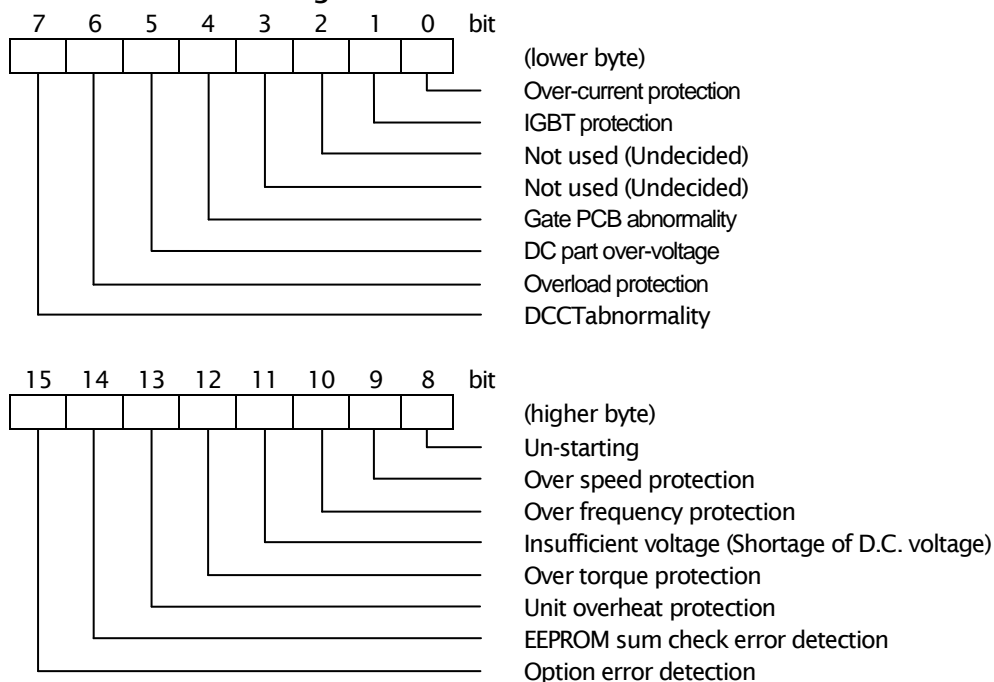 7 6 5 4 3 2 1 0 bit
(lower byte)
Over-current protection
IGBT protection
Not used (Undecided)
Not used (Undecided)
Gate PCB abnormality
DC part over-voltage
Overload protection
DCCTabnormality
15 14 13 12 11 10 9 8 bit
(higher byte)
Un-starting
Over speed protection
Over frequency protection
Insufficient voltage (Shortage of D.C. voltage)
Over torque protection
Unit overheat protection
EEPROM sum check error detection
Option error detection